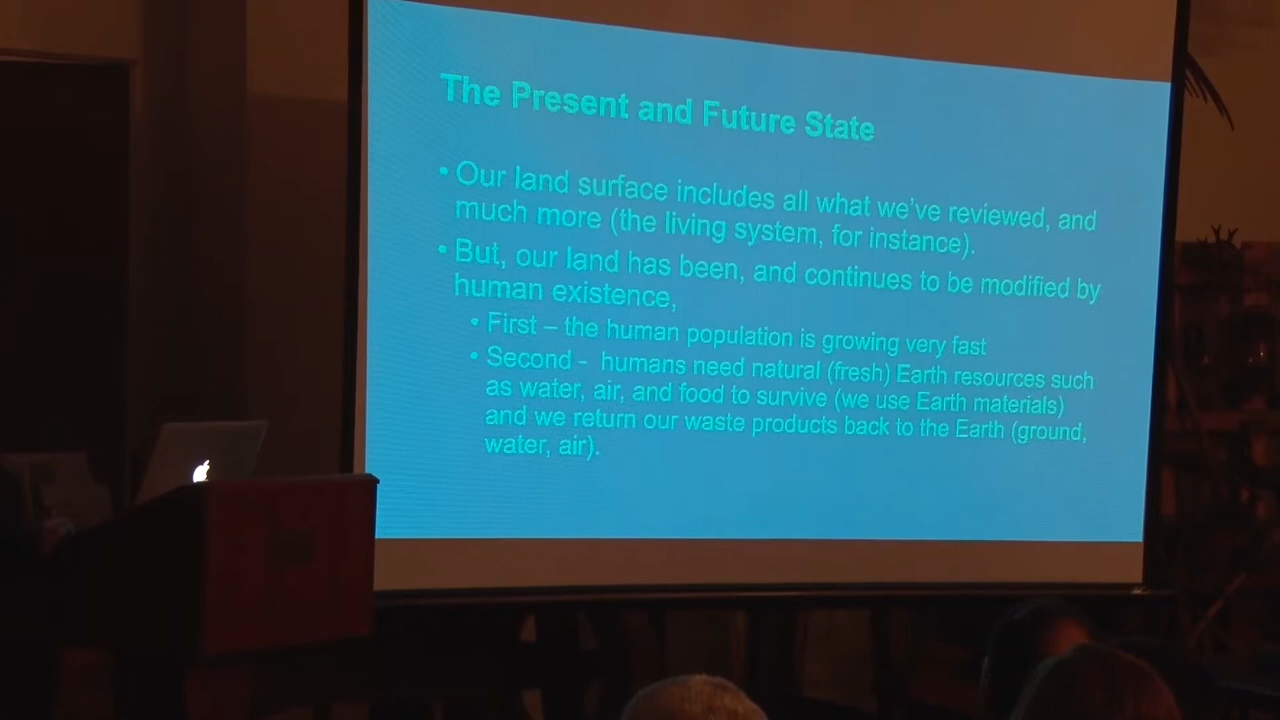 The Present and Future State
• Our land surface includes all what we've reviewed, and
much more (the living system, for instance).
• But, our land has been, and continues to be modified by
human existence,
• First – the human population is growing very fast
• Second - humans need natural (fresh) Earth resources such
as water, air, and food to survive (we use Earth materials)
and we return our waste products back to the Earth (ground,
water, air).